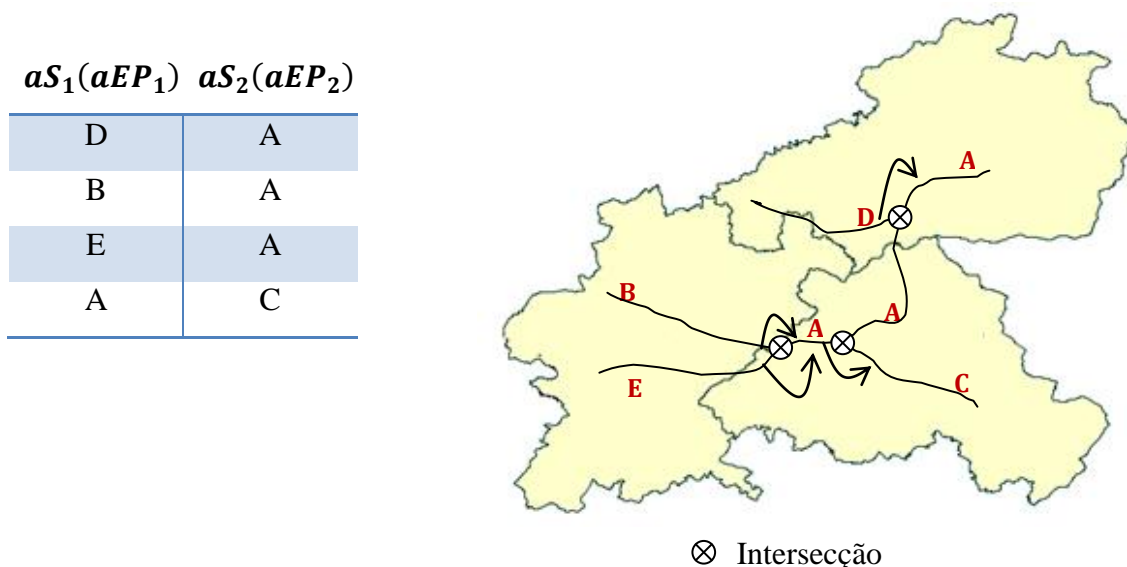 aS₁(aEP₁) aS₂(aEP₂)
D A
B A
E A
A C
A
D
B
A
A
E
C
Intersecção